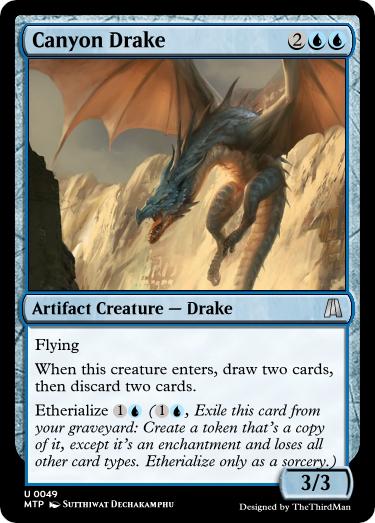 Canyon Drake 2
Artifact Creature — Drake
Flying
When this creature enters, draw two cards,
then discard two cards.
Etherialize 1 (1, Exile this card from
your graveyard: Create a token that's a copy
of it, except it's an enchantment and loses all
other card types. Etherialize only as a sorcery.)
3/3
U 0049
MTP Sutthiwat Dechakamphu
Designed by TheThirdMan